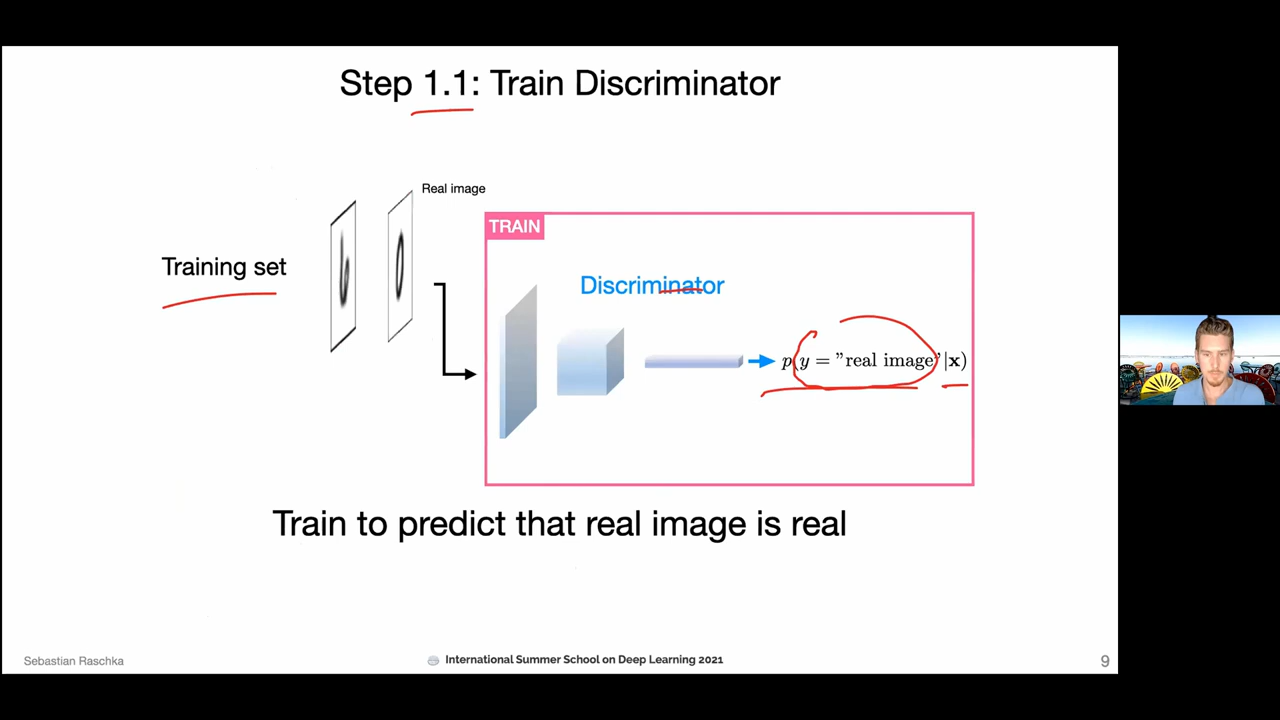 Step 1.1: Train Discriminator
Real image
TRAIN
Training set
Discriminator
p(y = "real image"|x)
Train to predict that real image is real
Sebastian Raschka
International Summer School on Deep Learning 2021
9